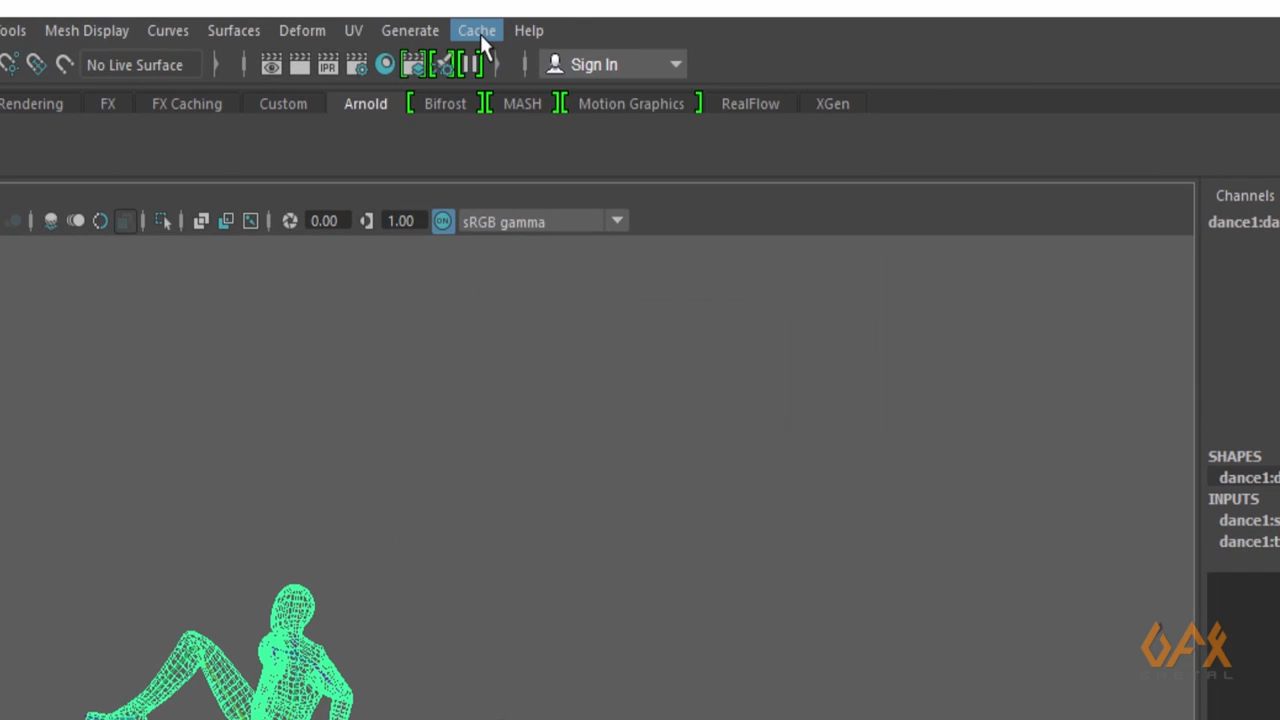 ools Mesh Display Curves Surfaces Deform UV Generate Cache Help
No Live Surface IPR Sign In
Rendering FX FX Caching Custom Arnold [ Bifrost ][ MASH ][ Motion Graphics ] RealFlow XGen
Channels
0.00 1.00 ON sRGB gamma
dance1:da
SHAPES
dance1:d
INPUTS
dance1:s
dance1:t